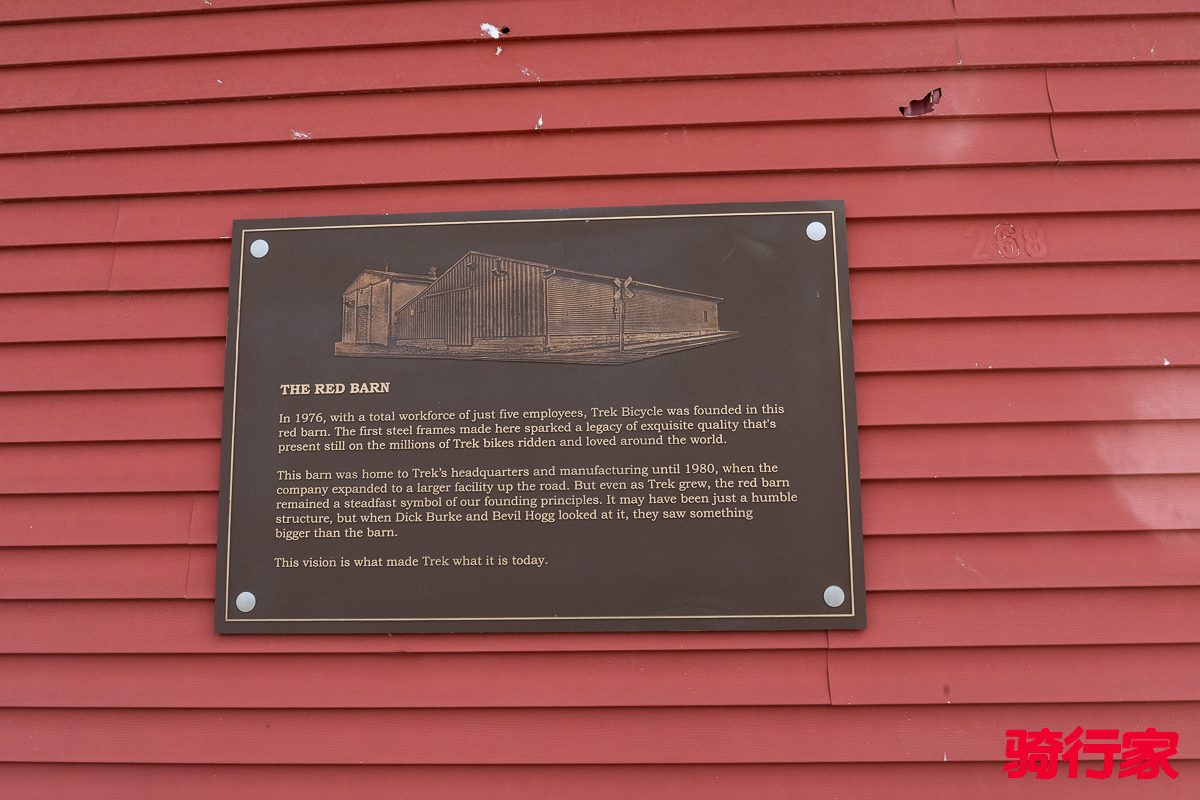 268
THE RED BARN
In 1976, with a total workforce of just five employees, Trek Bicycle was founded in this
red barn. The first steel frames made here sparked a legacy of exquisite quality that's
present still on the millions of Trek bikes ridden and loved around the world.
This barn was home to Trek's headquarters and manufacturing until 1980, when the
company expanded to a larger facility up the road. But even as Trek grew, the red barn
remained a steadfast symbol of our founding principles. It may have been just a humble
structure, but when Dick Burke and Bevil Hogg looked at it, they saw something
bigger than the barn.
This vision is what made Trek what it is today.
骑行家